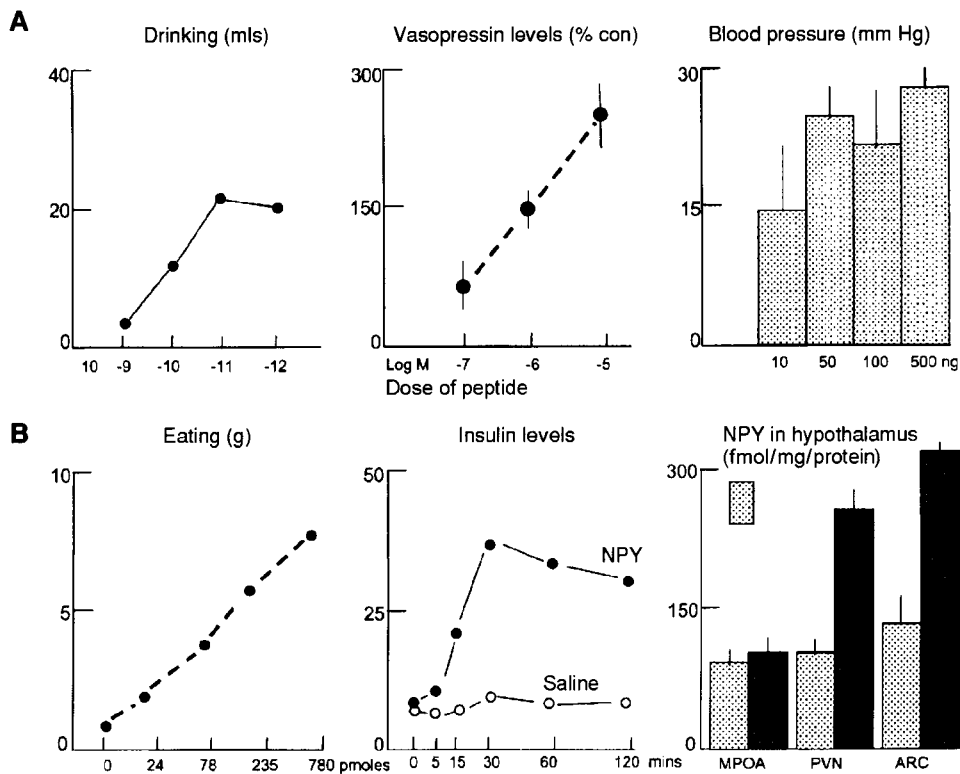 A
Drinking (mls)
40
20
0
10 -9 -10 -11 -12
Vasopressin levels (% con)
300
150
0
Log M -7 -6 -5
Dose of peptide
Blood pressure (mm Hg)
30
15
0
10 50 100 500 ng
B
Eating (g)
10
5
0
0 24 78 235 780 pmoles
Insulin levels
50
25
0
NPY
Saline
0 5 15 30 60 120 mins
NPY in hypothalamus
(fmol/mg/protein)
300
150
0
MPOA PVN ARC